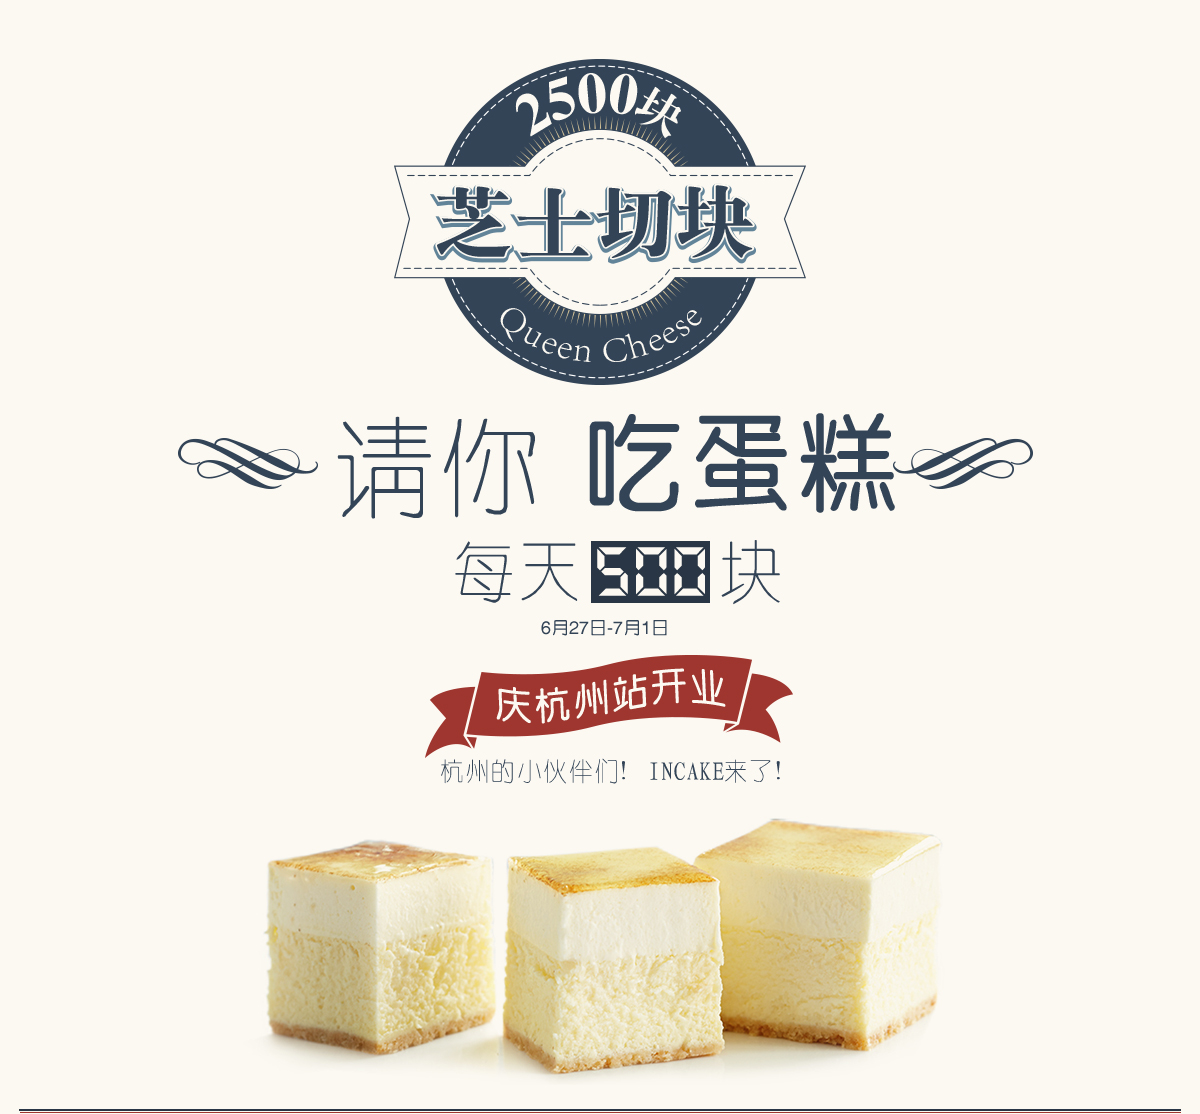 2500块
芝士切块
Queen Cheese
请你 吃蛋糕
每天500块
6月27日-7月1日
庆杭州站开业
杭州的小伙伴们! INCAKE来了!